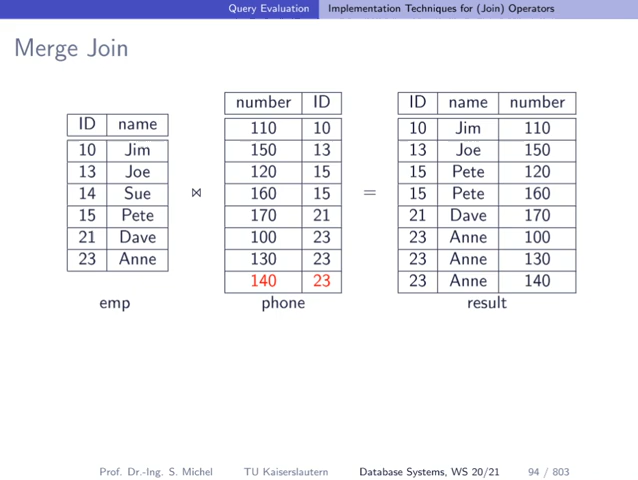 Query Evaluation Implementation Techniques for (Join) Operators
Merge Join
ID name
10 Jim
13 Joe
14 Sue
15 Pete
21 Dave
23 Anne
emp
⋈
number ID
110 10
150 13
120 15
160 15
170 21
100 23
130 23
140 23
phone
=
ID name number
10 Jim 110
13 Joe 150
15 Pete 120
15 Pete 160
21 Dave 170
23 Anne 100
23 Anne 130
23 Anne 140
result
Prof. Dr.-Ing. S. Michel TU Kaiserslautern Database Systems, WS 20/21 94 / 803